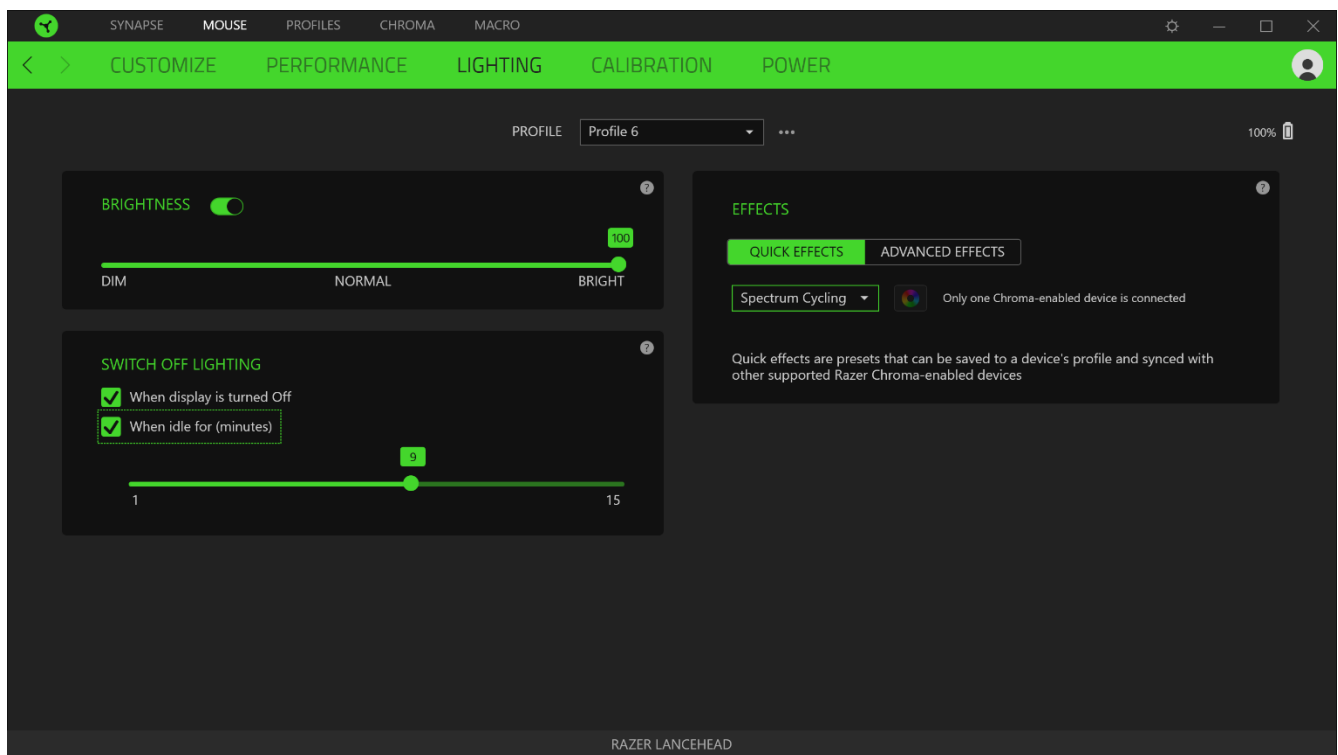 SYNAPSE MOUSE PROFILES CHROMA MACRO
CUSTOMIZE PERFORMANCE LIGHTING CALIBRATION POWER
PROFILE Profile 6 100%
BRIGHTNESS
100
DIM NORMAL BRIGHT
SWITCH OFF LIGHTING
When display is turned Off
When idle for (minutes)
9
1 15
EFFECTS
QUICK EFFECTS ADVANCED EFFECTS
Spectrum Cycling Only one Chroma-enabled device is connected
Quick effects are presets that can be saved to a device's profile and synced with
other supported Razer Chroma-enabled devices
RAZER LANCEHEAD